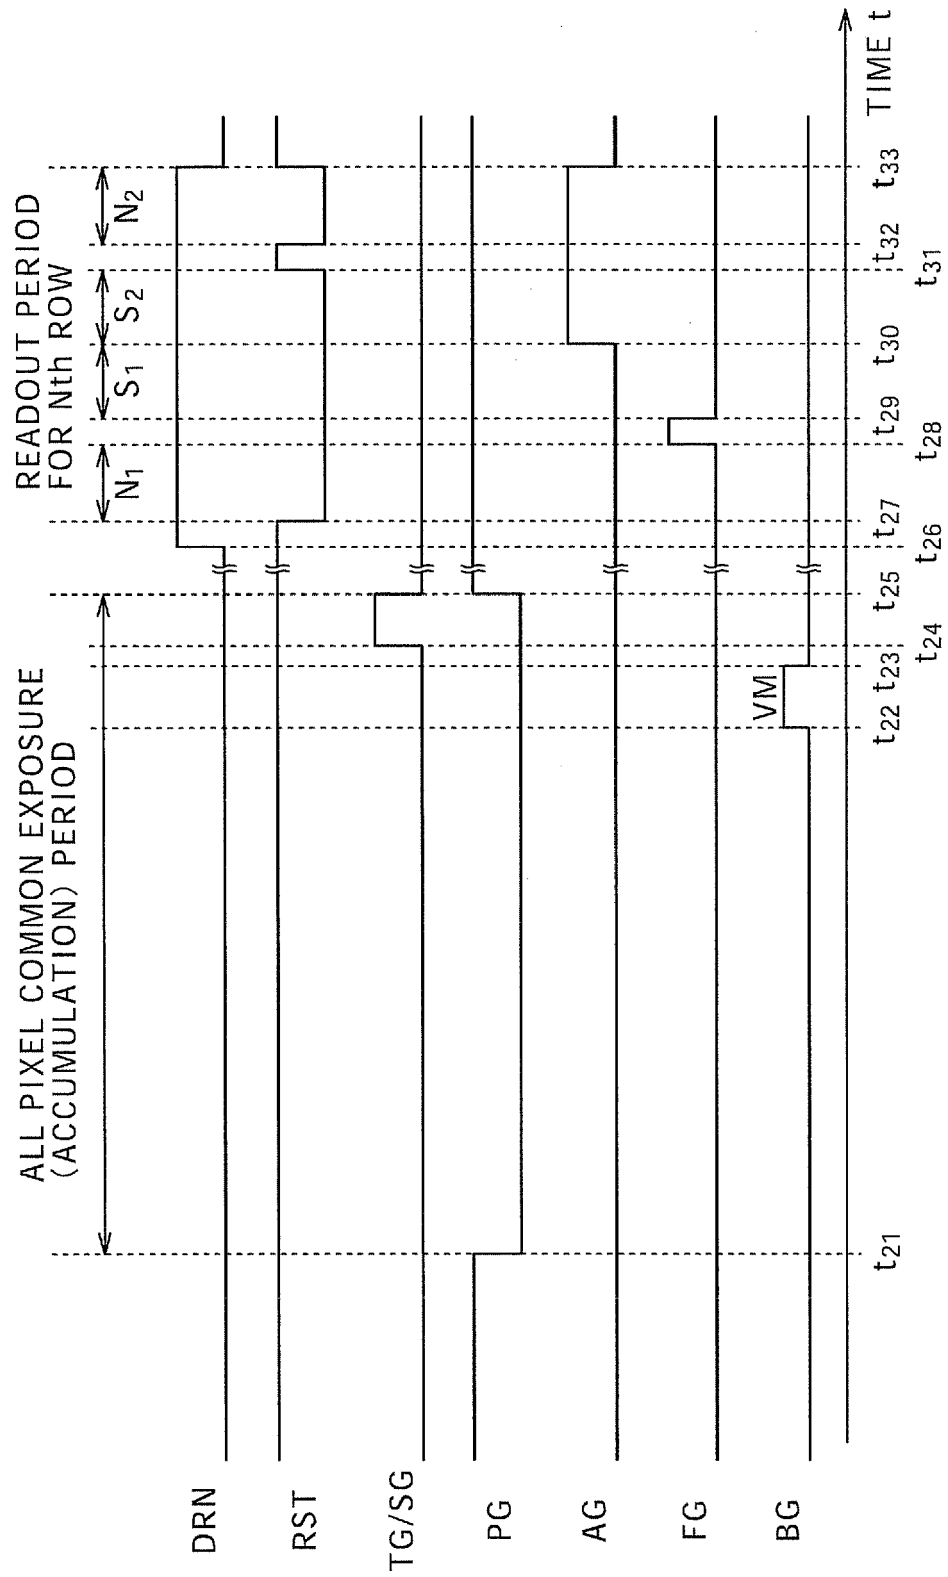 ALL PIXEL COMMON EXPOSURE
(ACCUMULATION) PERIOD
READOUT PERIOD
FOR Nth ROW
N1
S1
S2
N2
DRN
RST
TG/SG
PG
AG
FG
BG
VM
t21
t22
t23
t24
t25
t26
t27
t28
t29
t30
t31
t32
t33
TIME t